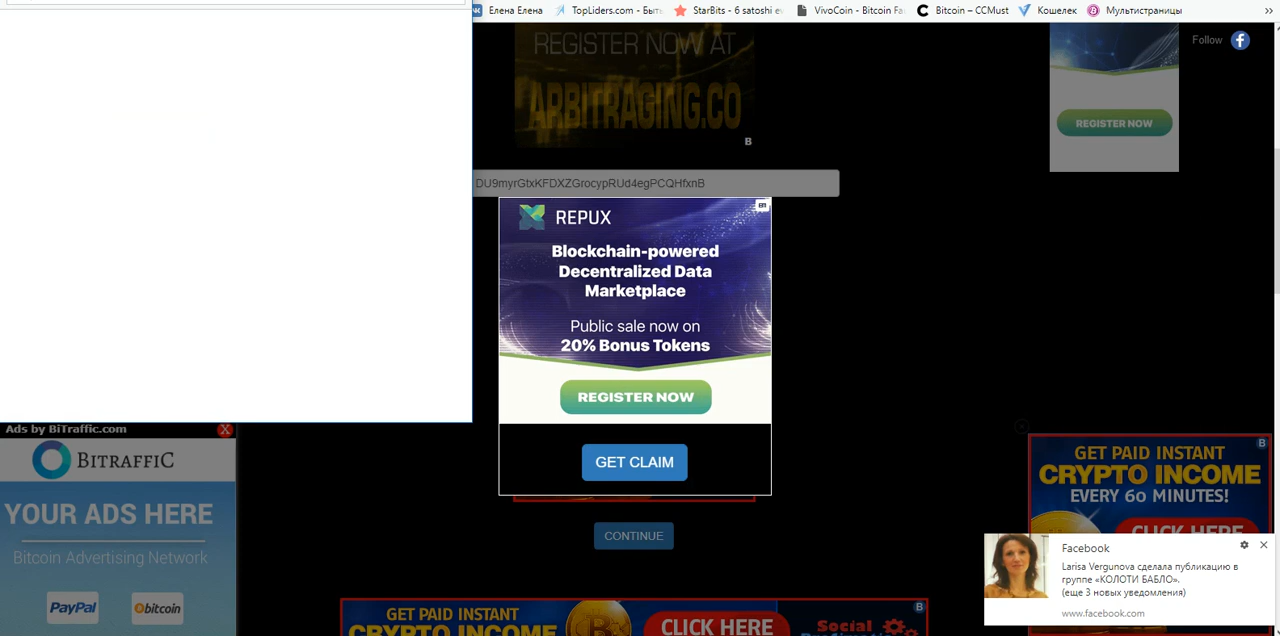 Елена Елена
TopLiders.com - Быть
StarBits - 6 satoshi e
VivoCoin - Bitcoin Fa
Bitcoin – CCMust
Кошелек
Мультистраницы
»
REGISTER NOW AT
ARBITRAGING.CO
B
REGISTER NOW
Follow
DU9myrGtxKFDXZGrocypRUd4egPCQHfxnB
REPUX
Blockchain-powered
Decentralized Data
Marketplace
Public sale now on
20% Bonus Tokens
REGISTER NOW
GET CLAIM
CONTINUE
Ads by BiTraffic.com
X
BITRAFFIC
YOUR ADS HERE
Bitcoin Advertising Network
PayPal
bitcoin
GET PAID INSTANT
CRYPTO INCOME
EVERY 60 MINUTES!
CLICK HERE
B
Facebook
Larisa Vergunova сделала публикацию в
группе «КОЛОТИ БАБЛО».
(еще 3 новых уведомления)
www.facebook.com
GET PAID INSTANT
CRYPTO INCOME
CLICK HERE
Social
B